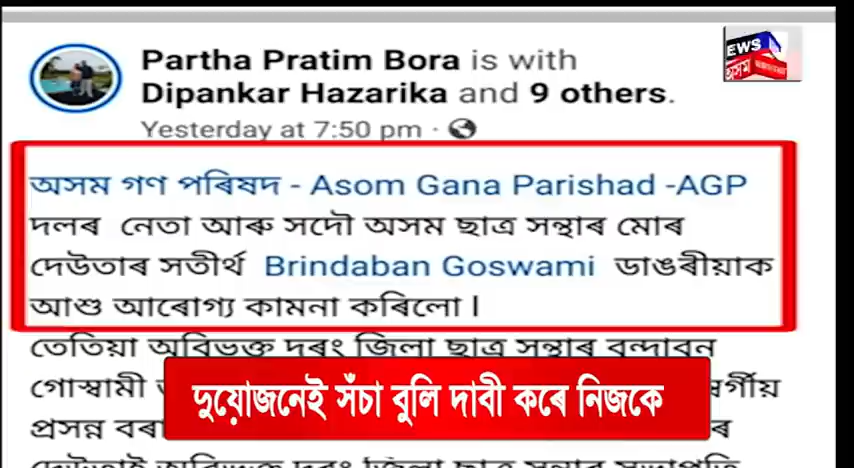 EWS
অসম
Partha Pratim Bora is with
Dipankar Hazarika and 9 others.
Yesterday at 7:50 pm ·
অসম গণ পৰিষদ - Asom Gana Parishad -AGP
দলৰ নেতা আৰু সদৌ অসম ছাত্ৰ সন্থাৰ মোৰ
দেউতাৰ সতীৰ্থ Brindaban Goswami ডাঙৰীয়াক
আশু আৰোগ্য কামনা কৰিলো।
তেতিয়া অবিভক্ত দৰং জিলা ছাত্ৰ সন্থাৰ বৃন্দাবন
গোস্বামী
প্ৰসন্ন বৰা
দুয়োজনেই সঁচা বুলি দাবী কৰে নিজকে